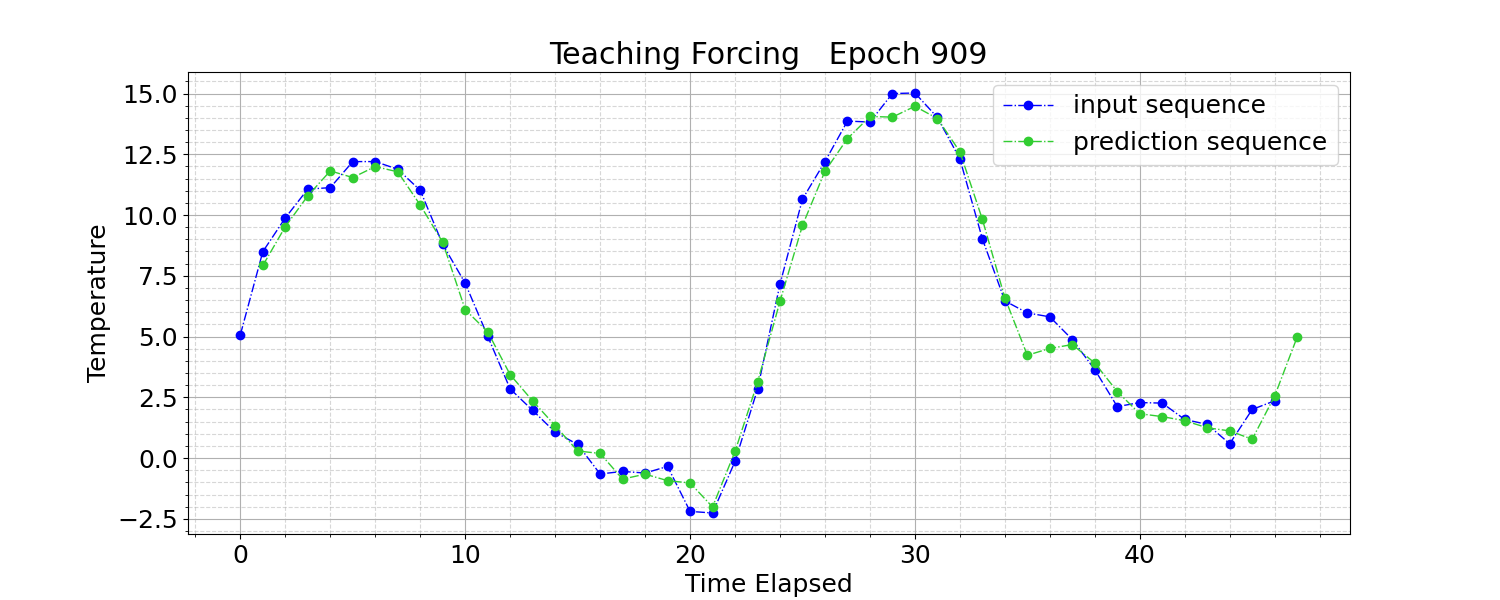 Teaching Forcing   Epoch 909
15.0
12.5
10.0
7.5
5.0
2.5
0.0
−2.5
Temperature
input sequence
prediction sequence
0 10 20 30 40
Time Elapsed